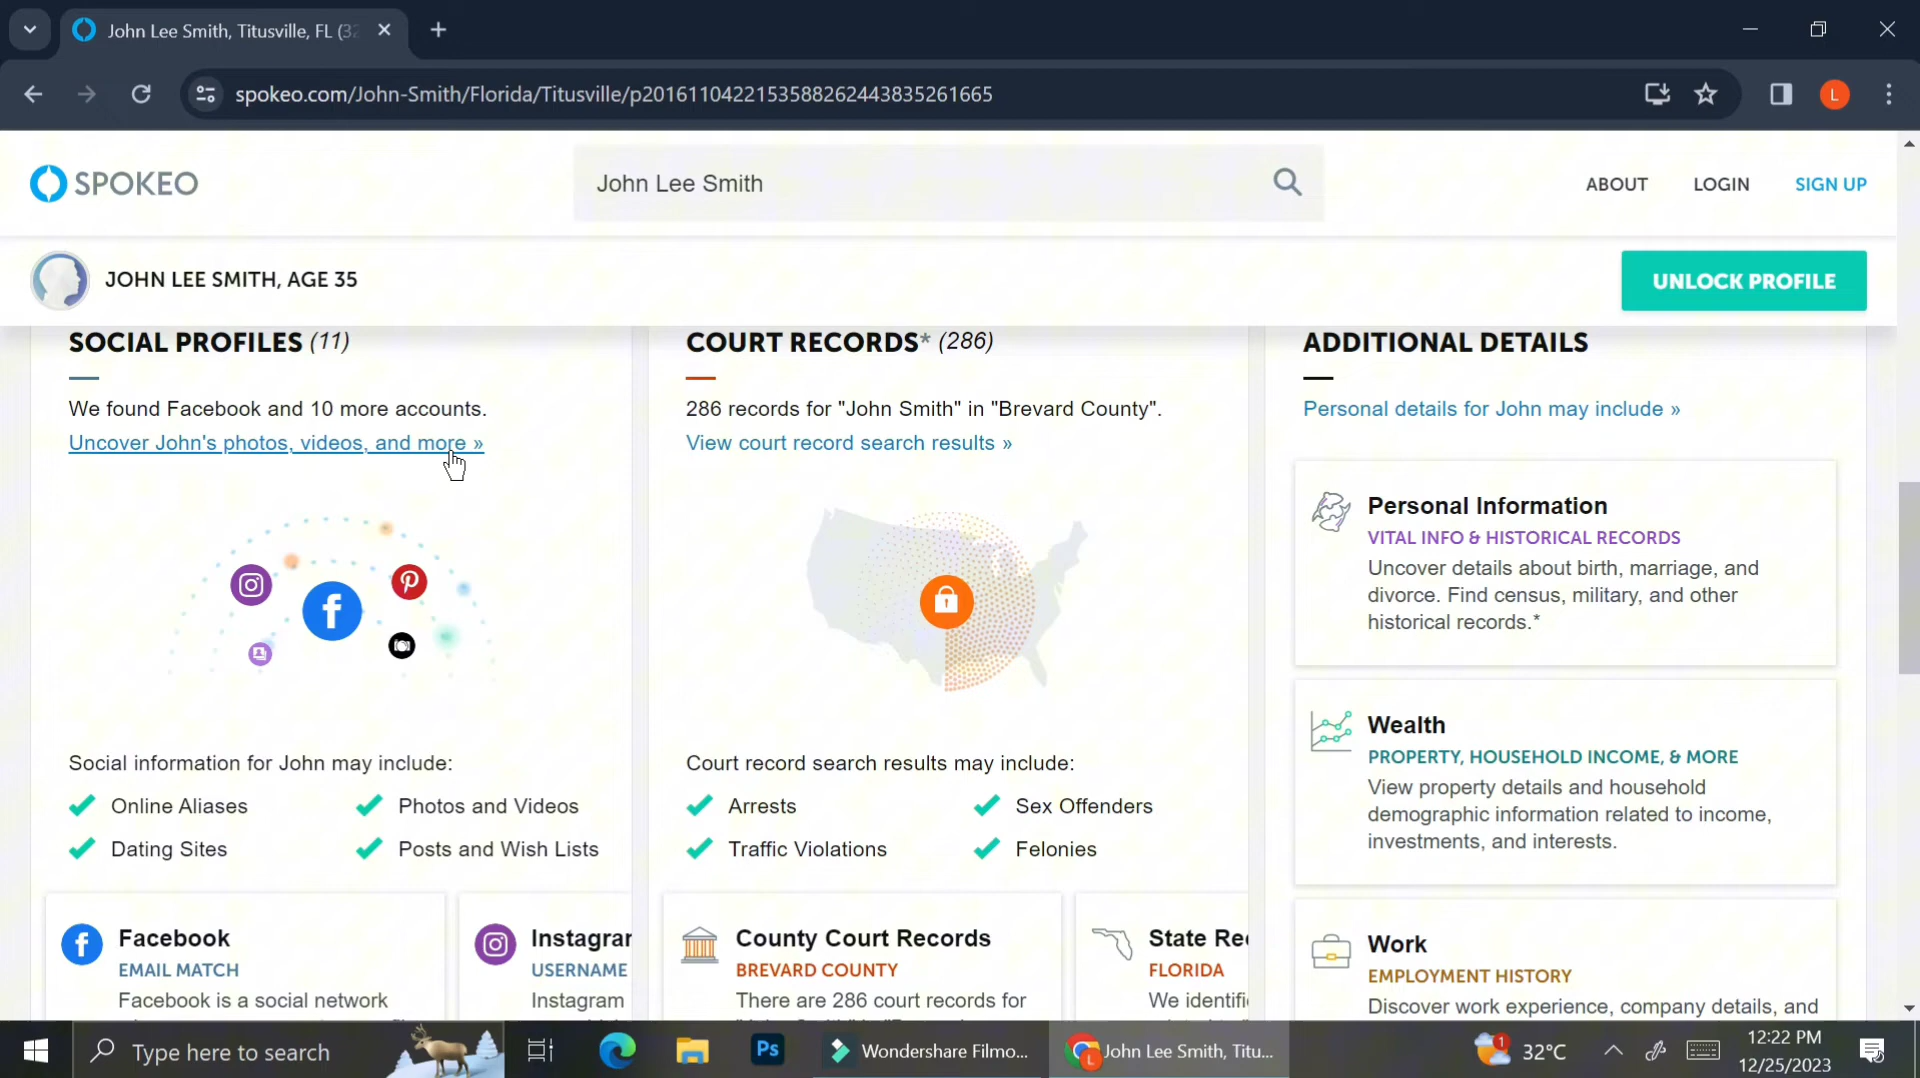 John Lee Smith, Titusville, FL (32
spokeo.com/John-Smith/Florida/Titusville/p201611042215358826244383​5261665
L
SPOKEO
John Lee Smith
ABOUT
LOGIN
SIGN UP
JOHN LEE SMITH, AGE 35
UNLOCK PROFILE
SOCIAL PROFILES (11)
We found Facebook and 10 more accounts.
Uncover John's photos, videos, and more »
Social information for John may include:
Online Aliases
Photos and Videos
Dating Sites
Posts and Wish Lists
Facebook
EMAIL MATCH
Facebook is a social network
Instagram
USERNAME
Instagram
COURT RECORDS* (286)
286 records for "John Smith" in "Brevard County".
View court record search results »
Court record search results may include:
Arrests
Sex Offenders
Traffic Violations
Felonies
County Court Records
BREVARD COUNTY
There are 286 court records for
State Re
FLORIDA
We identifi
ADDITIONAL DETAILS
Personal details for John may include »
Personal Information
VITAL INFO & HISTORICAL RECORDS
Uncover details about birth, marriage, and
divorce. Find census, military, and other
historical records.*
Wealth
PROPERTY, HOUSEHOLD INCOME, & MORE
View property details and household
demographic information related to income,
investments, and interests.
Work
EMPLOYMENT HISTORY
Discover work experience, company details, and
Type here to search
Ps
Wondershare Filmo...
John Lee Smith, Titu...
1
32°C
12:22 PM
12/25/2023